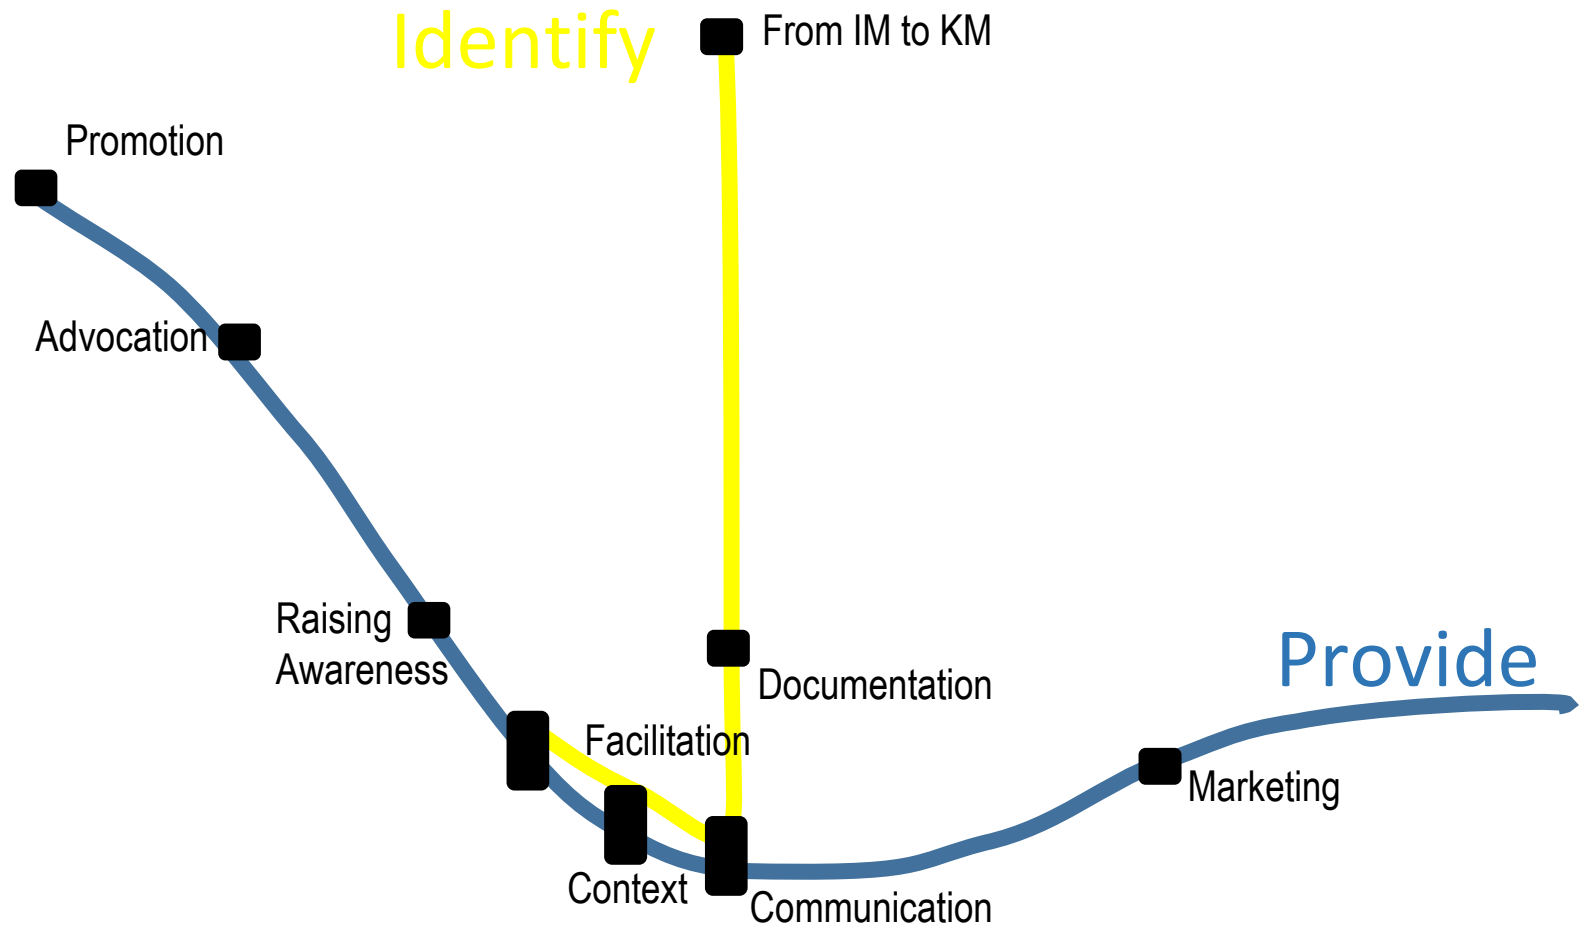 Identify
From IM to KM
Promotion
Advocation
Raising
Awareness
Provide
Documentation
Facilitation
Marketing
Context
Communication